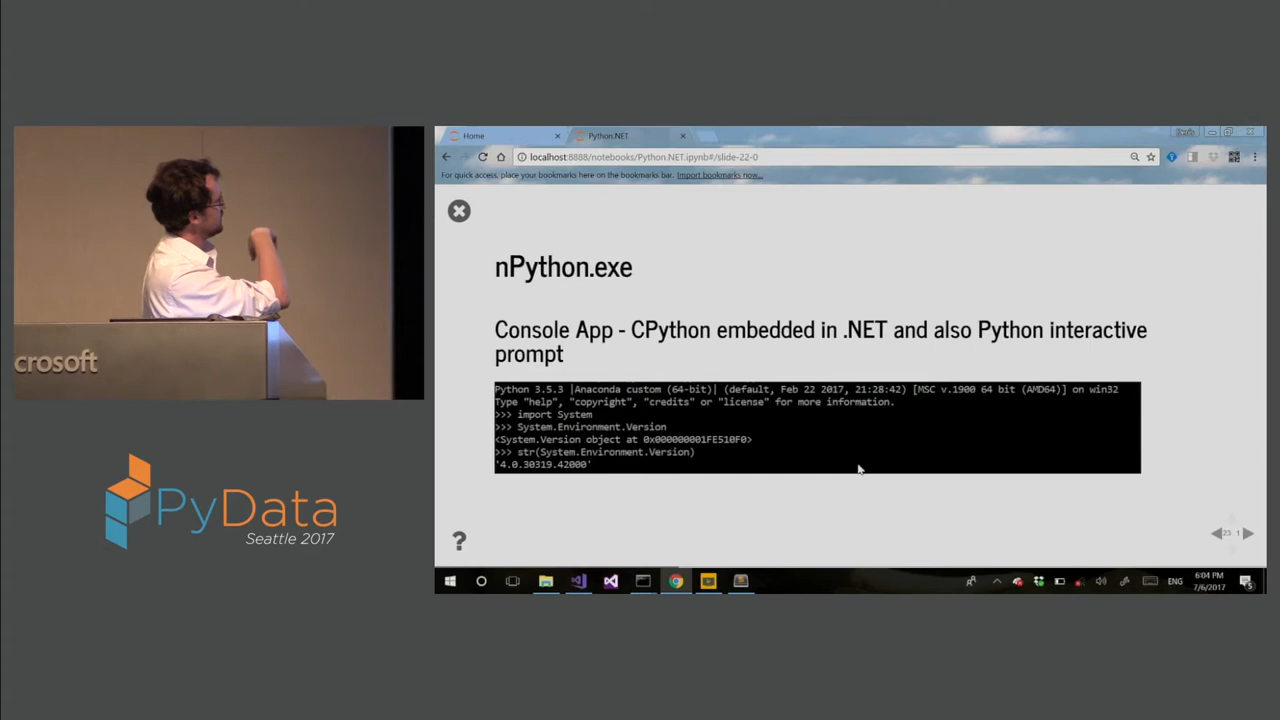 crosoft
PyData
Seattle 2017
Home
Python.NET
Denis
localhost:8888/notebooks/Python.NET.ipynb#/slide-22-0
For quick access, place your bookmarks here on the bookmarks bar. Import bookmarks now...
nPython.exe
Console App - CPython embedded in .NET and also Python interactive
prompt
Python 3.5.3 |Anaconda custom (64-bit)| (default, Feb 22 2017, 21:28:42) [MSC v.1900 64 bit (AMD64)] on win32
Type "help", "copyright", "credits" or "license" for more information.
>>> import System
>>> System.Environment.Version
<System.Version object at 0x000000001FE510F0>
>>> str(System.Environment.Version)
'4.0.30319.42000'
?
23 1
ENG
6:04 PM
7/6/2017
5